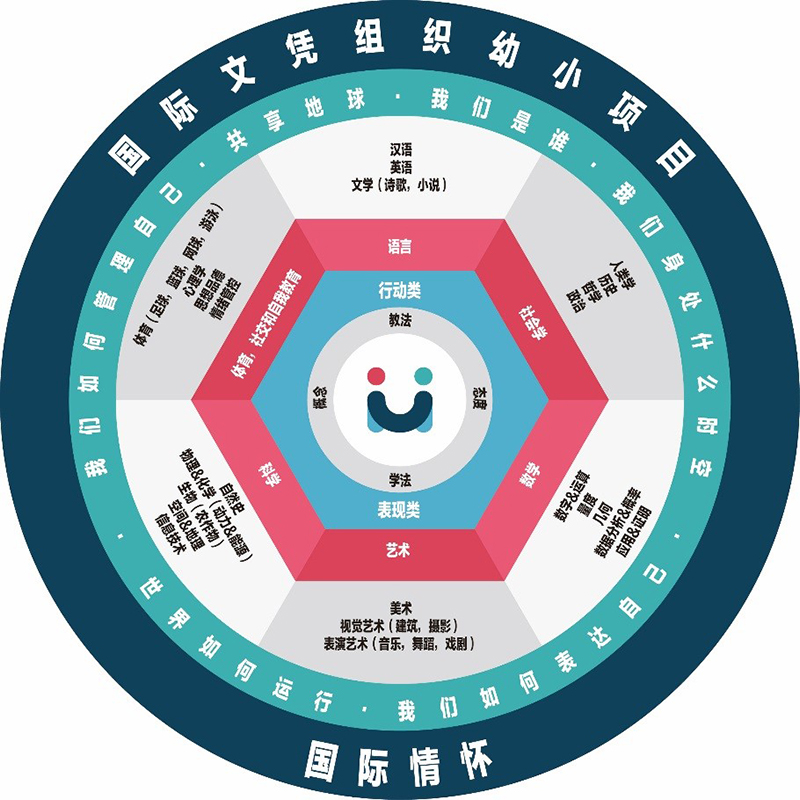 国际文凭组织幼小项目
共享地球 · 我们是谁 · 我们身处什么时空 · 我们如何表达自己 · 世界如何运行 · 我们如何管理自己 ·
汉语
英语
文学（诗歌，小说）
语言
人类学
历史
哲学
政治
社会学
数字&运算
量度
几何
数据分析&概率
应用&证明
数学
美术
视觉艺术（建筑，摄影）
表演艺术（音乐，舞蹈，戏剧）
艺术
自然史
物理&化学（动力&能源）
生物（农作物）
空间&地理
信息技术
科学
体育（足球，篮球，网球，游泳）
心理学
思想品德
情绪管控
体育，社交和自我教育
行动类
教法
态度
学法
概念
表现类
国际情怀